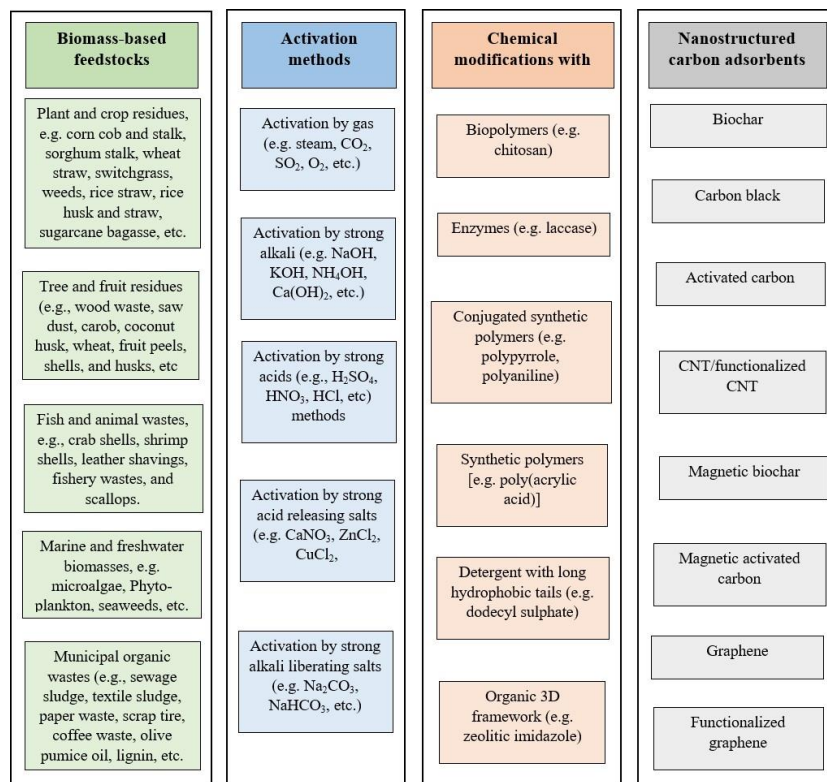 Biomass-based
feedstocks
Plant and crop residues,
e.g. corn cob and stalk,
sorghum stalk, wheat
straw, switchgrass,
weeds, rice straw, rice
husk and straw,
sugarcane bagasse, etc.
Tree and fruit residues
(e.g., wood waste, saw
dust, carob, coconut
husk, wheat, fruit peels,
shells, and husks, etc
Fish and animal wastes,
e.g., crab shells, shrimp
shells, leather shavings,
fishery wastes, and
scallops.
Marine and freshwater
biomasses, e.g.
microalgae, Phyto-
plankton, seaweeds, etc.
Municipal organic
wastes (e.g., sewage
sludge, textile sludge,
paper waste, scrap tire,
coffee waste, olive
pumice oil, lignin, etc.
Activation
methods
Activation by gas
(e.g. steam, CO₂,
SO₂, O₂, etc.)
Activation by strong
alkali (e.g. NaOH,
KOH, NH₄OH,
Ca(OH)₂, etc.)
Activation by strong
acids (e.g., H₂SO₄,
HNO₃, HCl, etc)
methods
Activation by strong
acid releasing salts
(e.g. CaNO₃, ZnCl₂,
CuCl₂,
Activation by strong
alkali liberating salts
(e.g. Na₂CO₃,
NaHCO₃, etc.)
Chemical
modifications with
Biopolymers (e.g.
chitosan)
Enzymes (e.g. laccase)
Conjugated synthetic
polymers (e.g.
polypyrrole,
polyaniline)
Synthetic polymers
[e.g. poly(acrylic
acid)]
Detergent with long
hydrophobic tails (e.g.
dodecyl sulphate)
Organic 3D
framework (e.g.
zeolitic imidazole)
Nanostructured
carbon adsorbents
Biochar
Carbon black
Activated carbon
CNT/functionalized
CNT
Magnetic biochar
Magnetic activated
carbon
Graphene
Functionalized
graphene